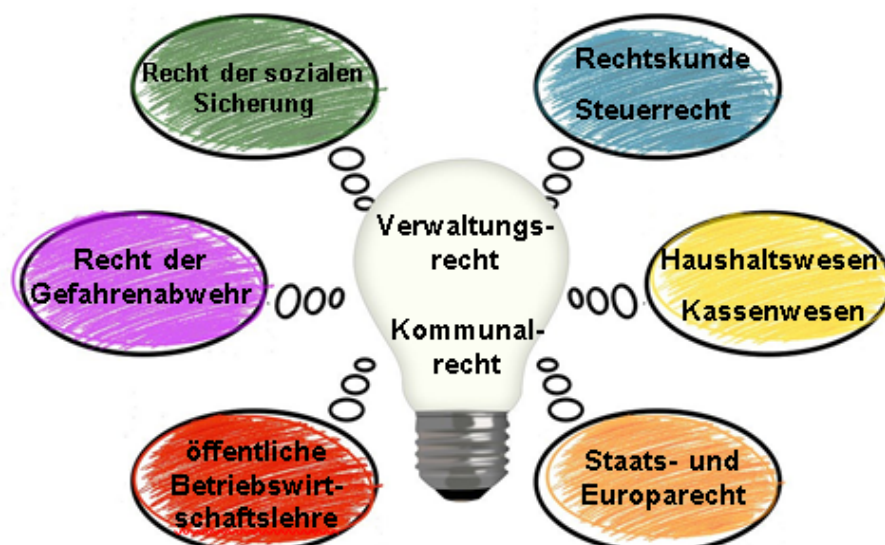 Recht der sozialen
Sicherung
Rechtskunde
Steuerrecht
Verwaltungs-
recht
Kommunal-
recht
Recht der
Gefahrenabwehr
Haushaltswesen
Kassenwesen
öffentliche
Betriebswirt-
schaftslehre
Staats- und
Europarecht